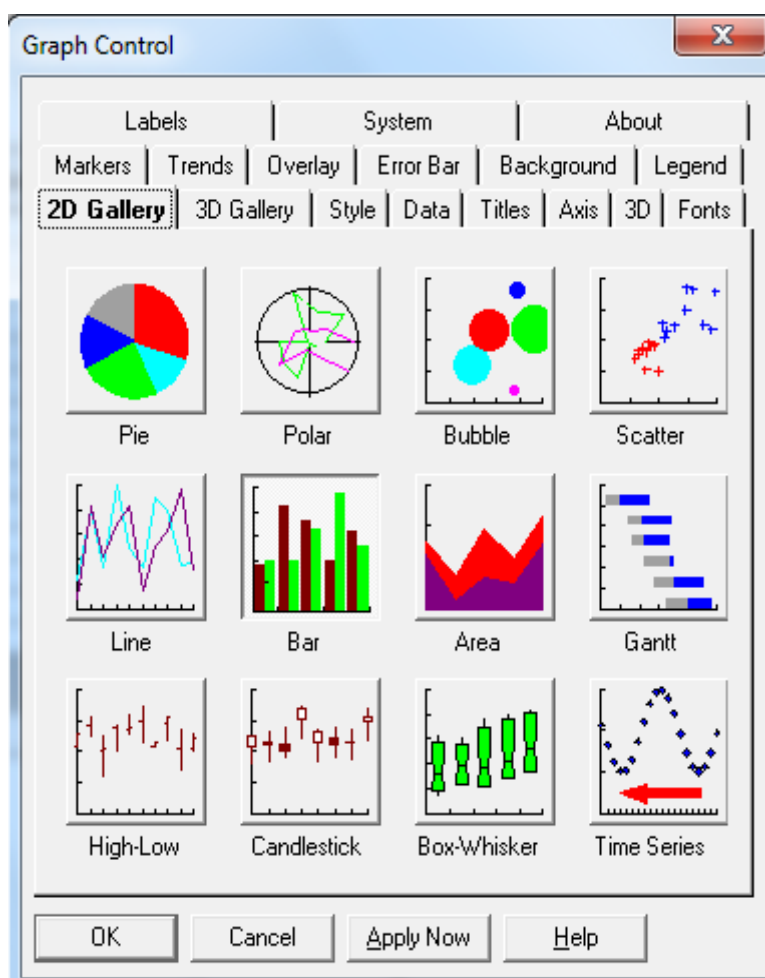 Graph Control
Labels System About
Markers Trends Overlay Error Bar Background Legend
2D Gallery 3D Gallery Style Data Titles Axis 3D Fonts
Pie Polar Bubble Scatter
Line Bar Area Gantt
High-Low Candlestick Box-Whisker Time Series
OK Cancel Apply Now Help